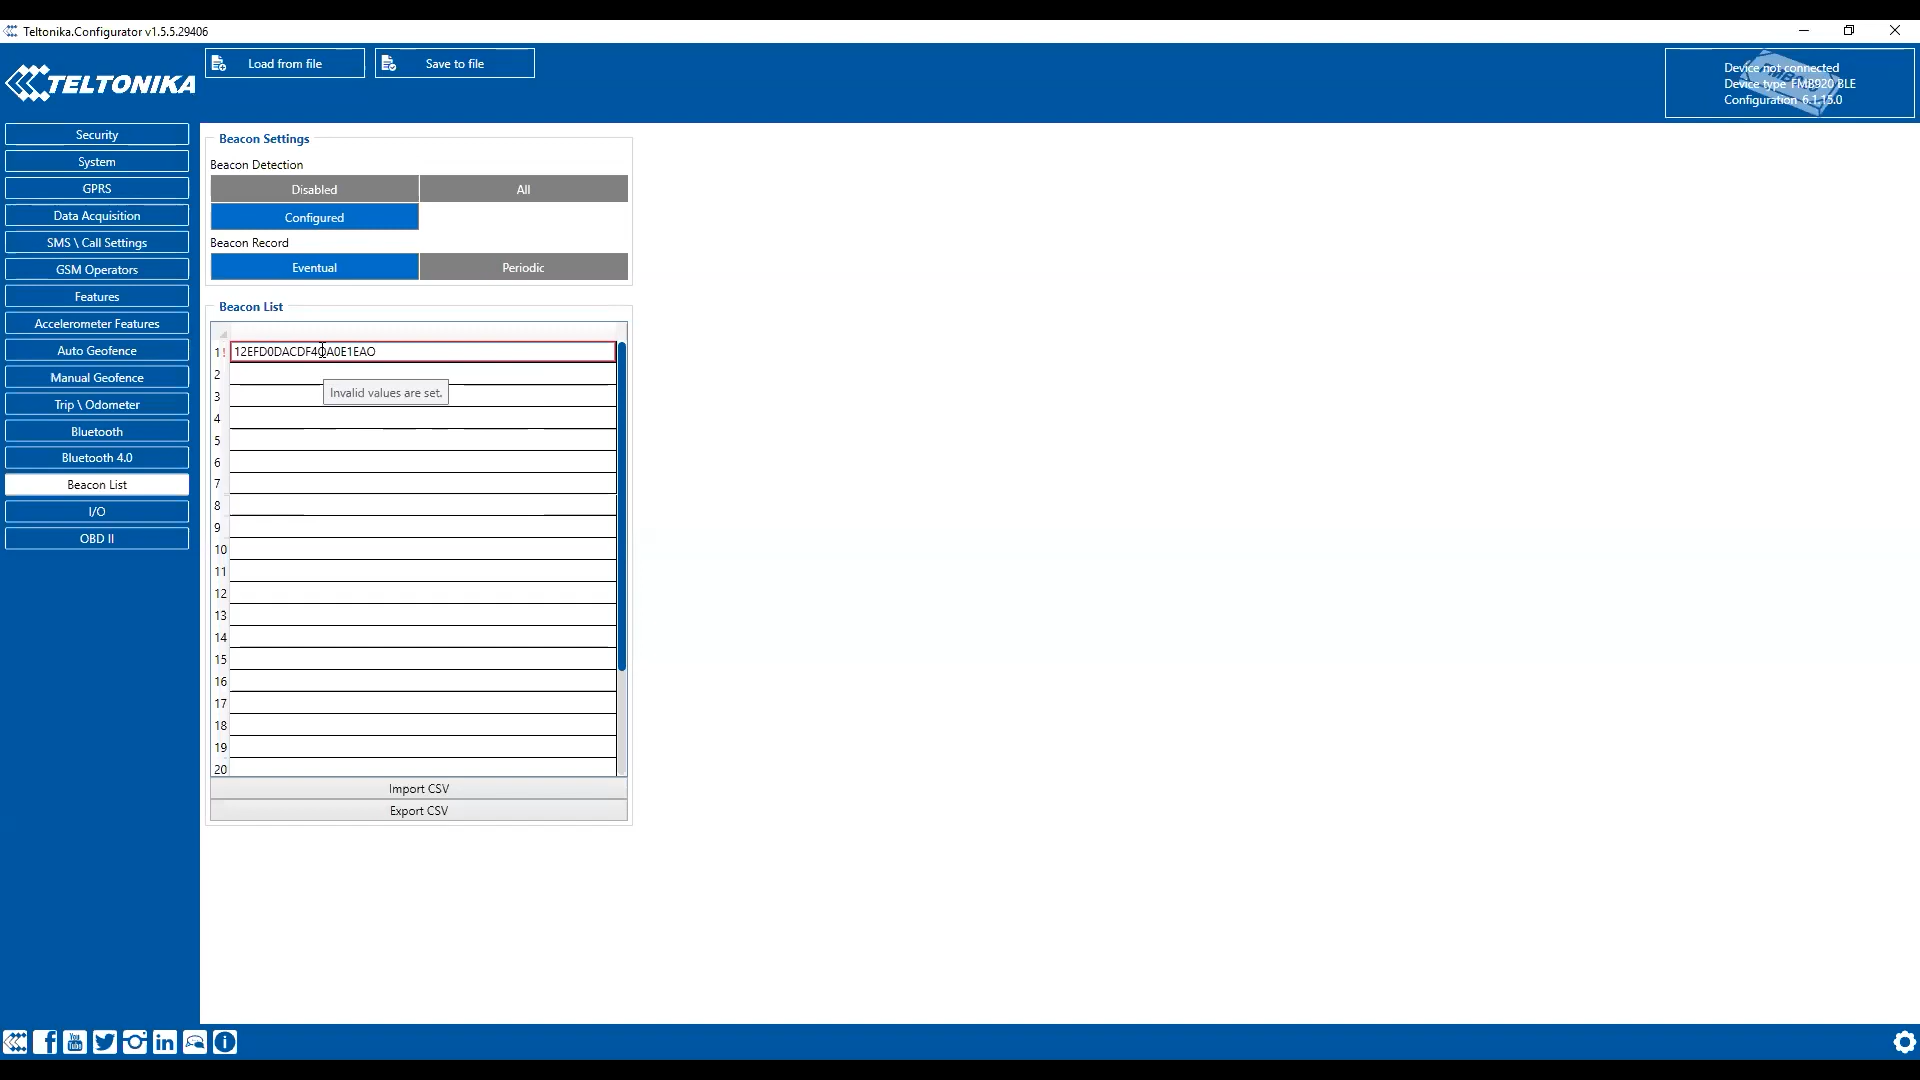 Teltonika.Configurator v1.5.5.29406
TELTONIKA
Load from file
Save to file
Device not connected
Device type FMB920 BLE
Configuration 6.1.15.0
Security
System
GPRS
Data Acquisition
SMS \ Call Settings
GSM Operators
Features
Accelerometer Features
Auto Geofence
Manual Geofence
Trip \ Odometer
Bluetooth
Bluetooth 4.0
Beacon List
I/O
OBD II
Beacon Settings
Beacon Detection
Disabled
All
Configured
Beacon Record
Eventual
Periodic
Beacon List
1 !
Invalid values are set.
2
3
4
5
6
7
8
9
10
11
12
13
14
15
16
17
18
19
20
Import CSV
Export CSV
You Tube